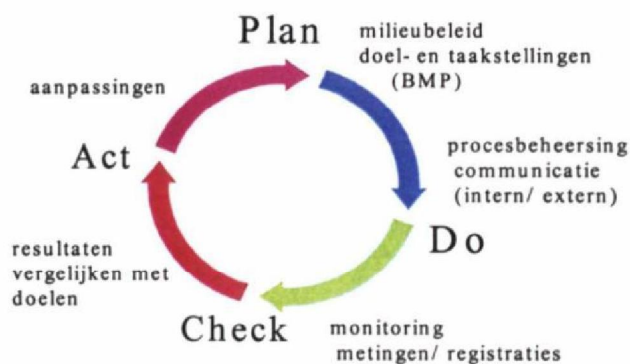 Plan
milieubeleid
doel- en taakstellingen
(BMP)
procesbeheersing
communicatie
(intern/ extern)
Do
monitoring
metingen/ registraties
Check
resultaten
vergelijken met
doelen
Act
aanpassingen